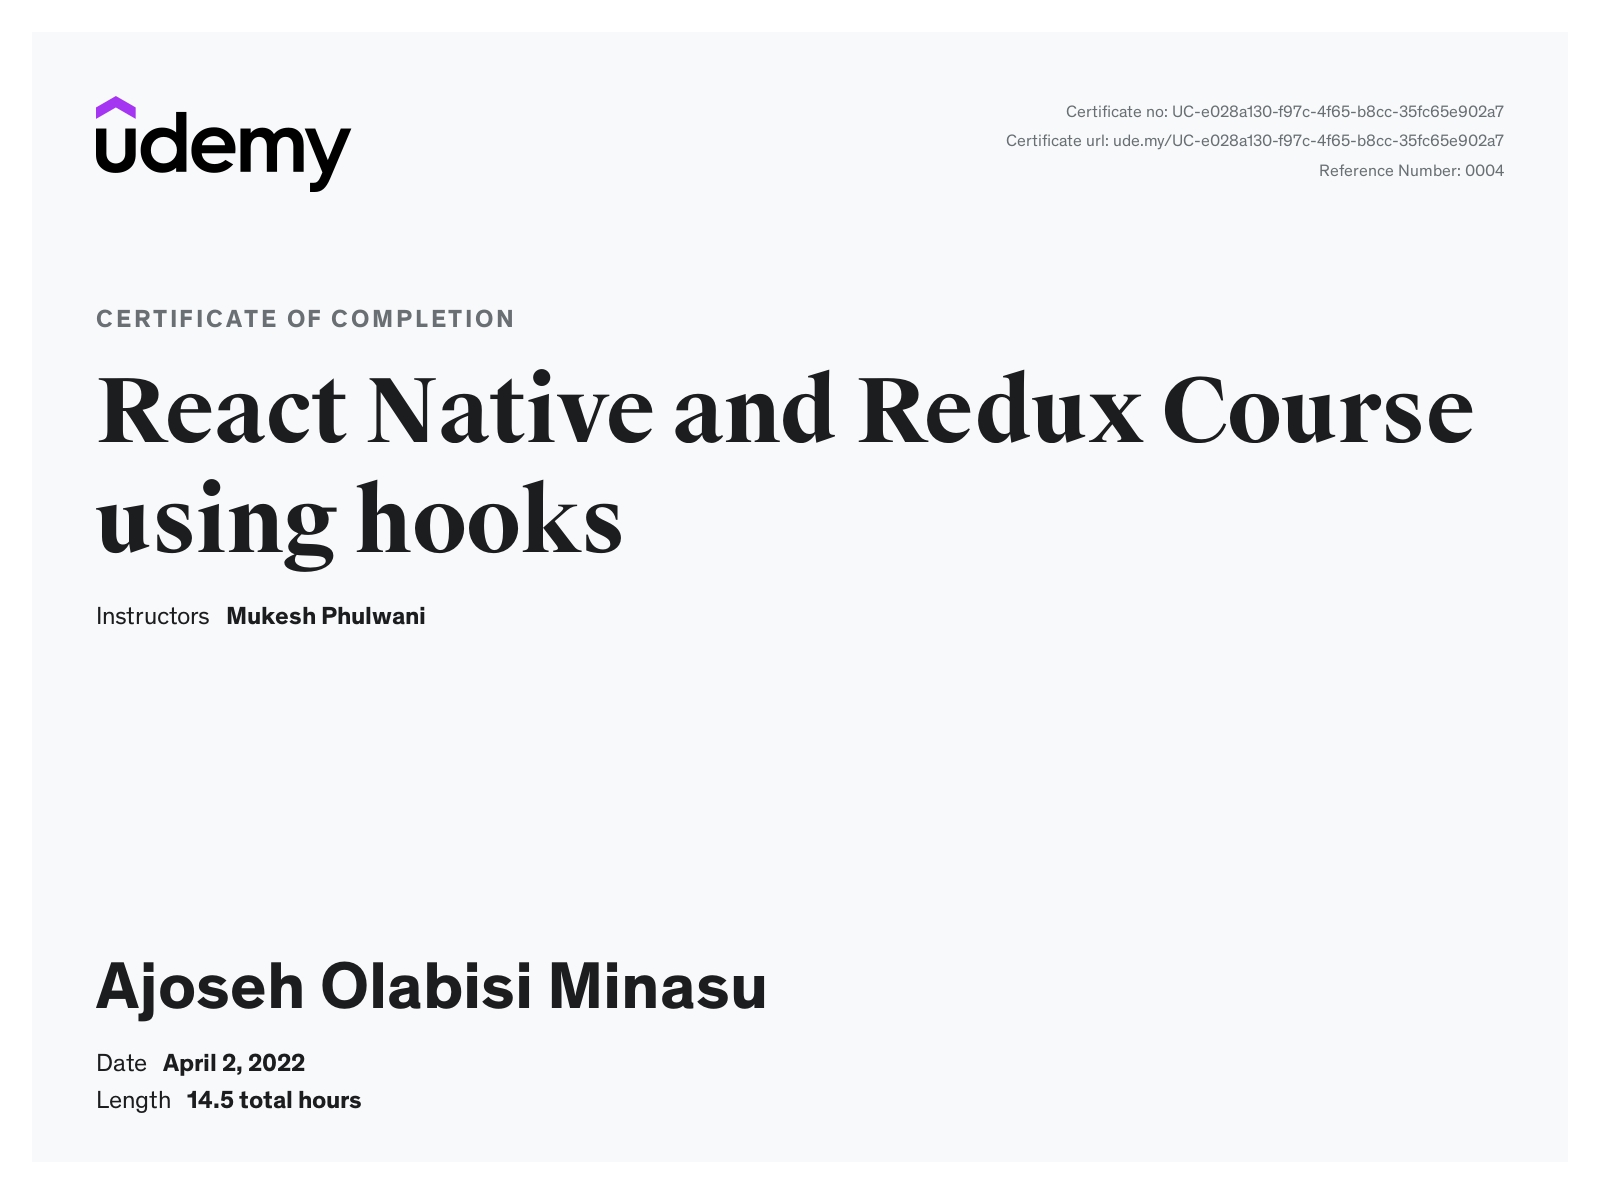 udemy
Certificate no: UC-e028a130-f97c-4f65-b8cc-35fc65e902a7
Certificate url: ude.my/UC-e028a130-f97c-4f65-b8cc-35fc65e902a7
Reference Number: 0004
CERTIFICATE OF COMPLETION
React Native and Redux Course
using hooks
Instructors Mukesh Phulwani
Ajoseh Olabisi Minasu
Date April 2, 2022
Length 14.5 total hours